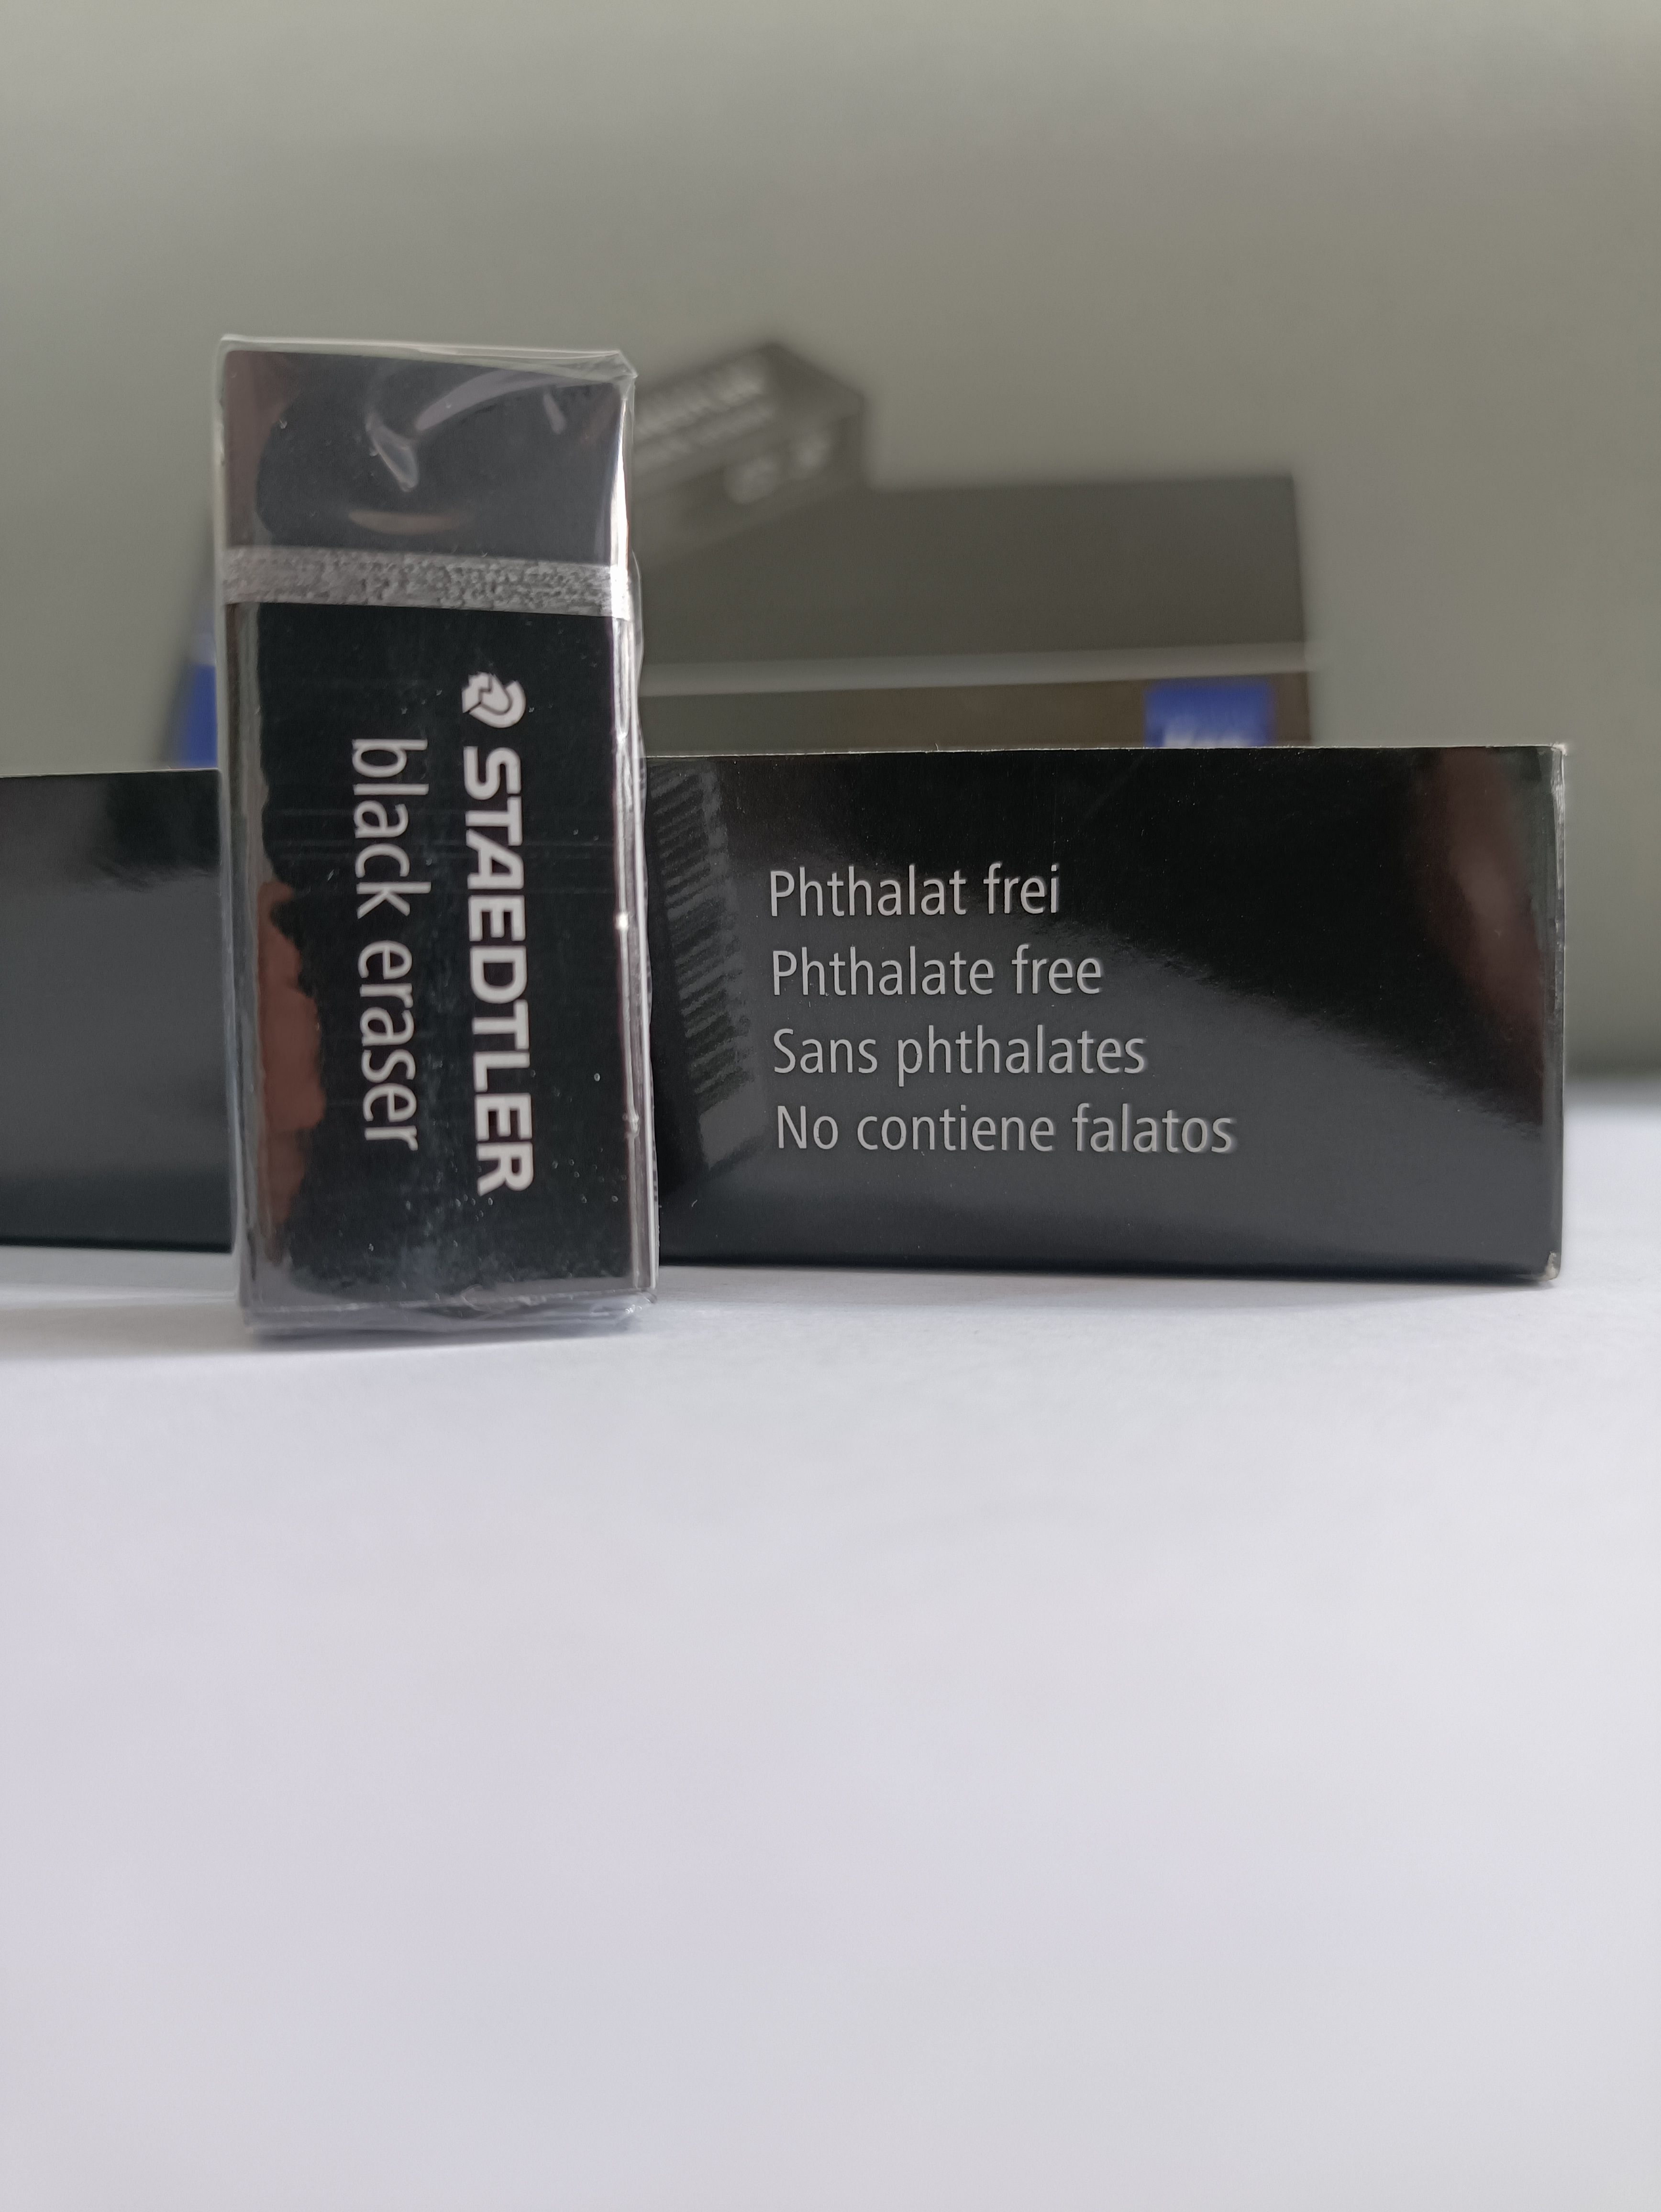 STAEDTLER
black eraser
Phthalat frei
Phthalate free
Sans phthalates
No contiene falatos